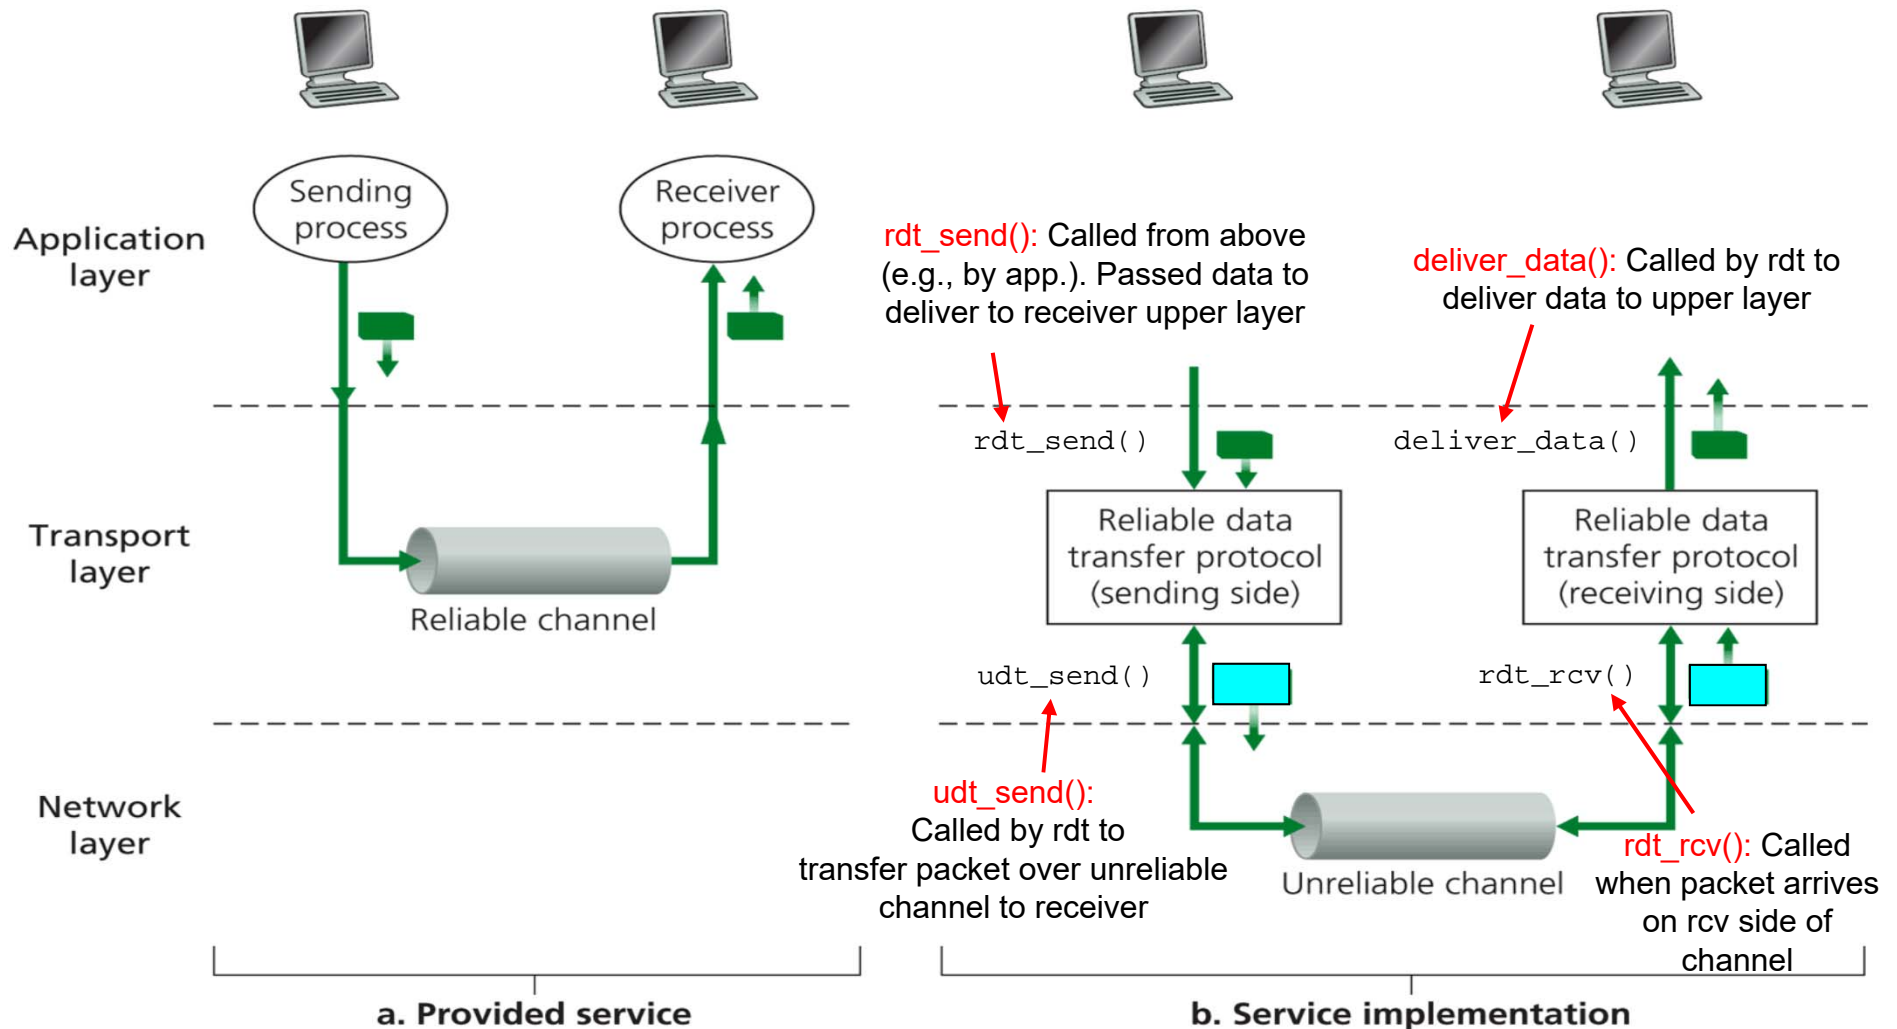 Sending
process
Receiver
process
Application
layer
rdt_send(): Called from above
(e.g., by app.). Passed data to
deliver to receiver upper layer
deliver_data(): Called by rdt to
deliver data to upper layer
rdt_send()
deliver_data()
Transport
layer
Reliable channel
Reliable data
transfer protocol
(sending side)
Reliable data
transfer protocol
(receiving side)
udt_send()
rdt_rcv()
Network
layer
udt_send():
Called by rdt to
transfer packet over unreliable
channel to receiver
Unreliable channel
rdt_rcv(): Called
when packet arrives
on rcv side of
channel
a. Provided service
b. Service implementation